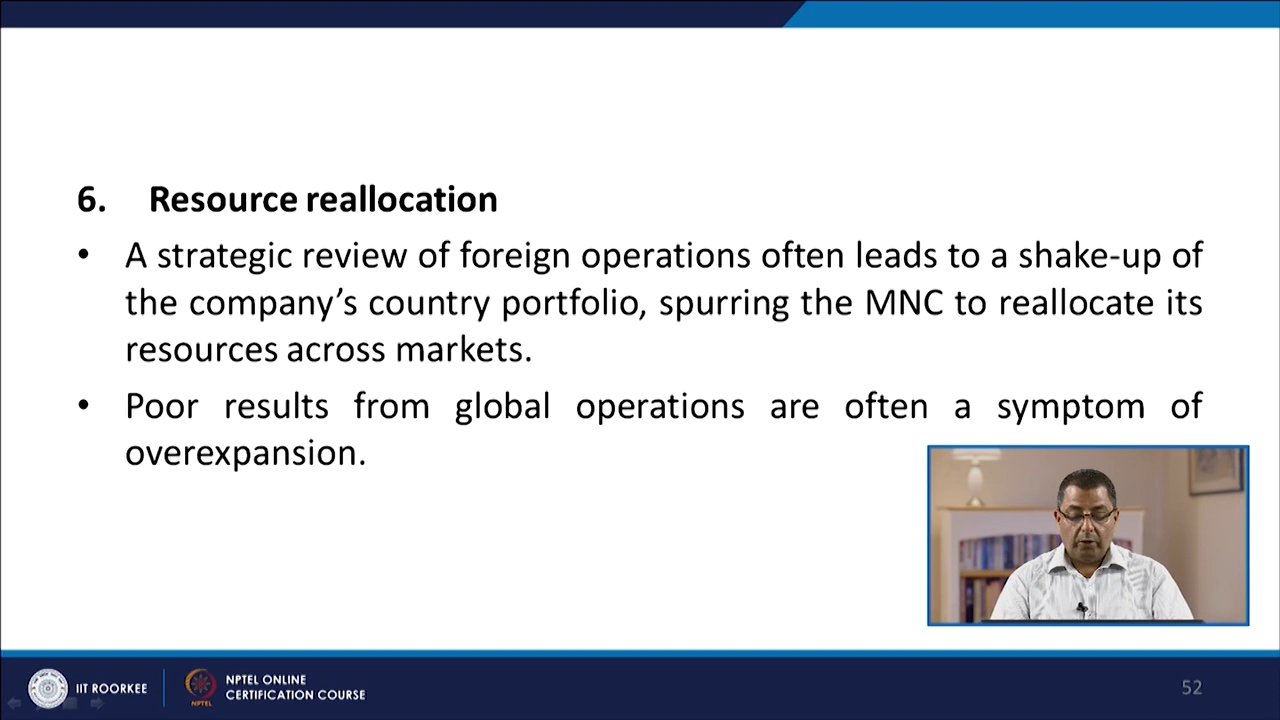 6. Resource reallocation
• A strategic review of foreign operations often leads to a shake-up of
the company’s country portfolio, spurring the MNC to reallocate its
resources across markets.
• Poor results from global operations are often a symptom of
overexpansion.
IIT ROORKEE
NPTEL
NPTEL ONLINE
CERTIFICATION COURSE
52